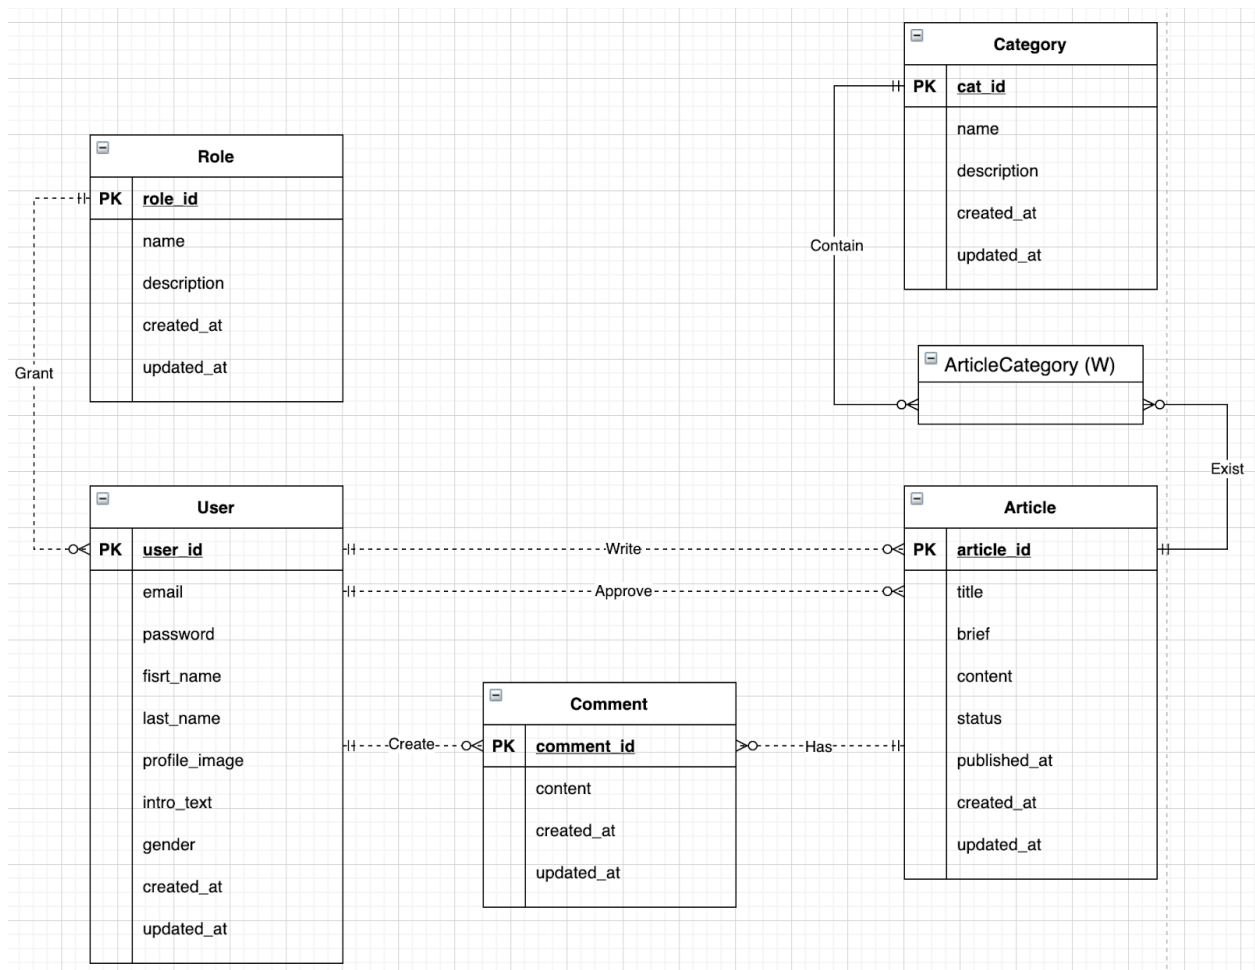 Category
PK cat_id
name
description
created_at
updated_at
Role
PK role_id
name
description
created_at
updated_at
Contain
Grant
ArticleCategory (W)
Exist
User
PK user_id
email
password
fisrt_name
last_name
profile_image
intro_text
gender
created_at
updated_at
Write
Approve
Article
PK article_id
title
brief
content
status
published_at
created_at
updated_at
Create
Comment
PK comment_id
content
created_at
updated_at
Has